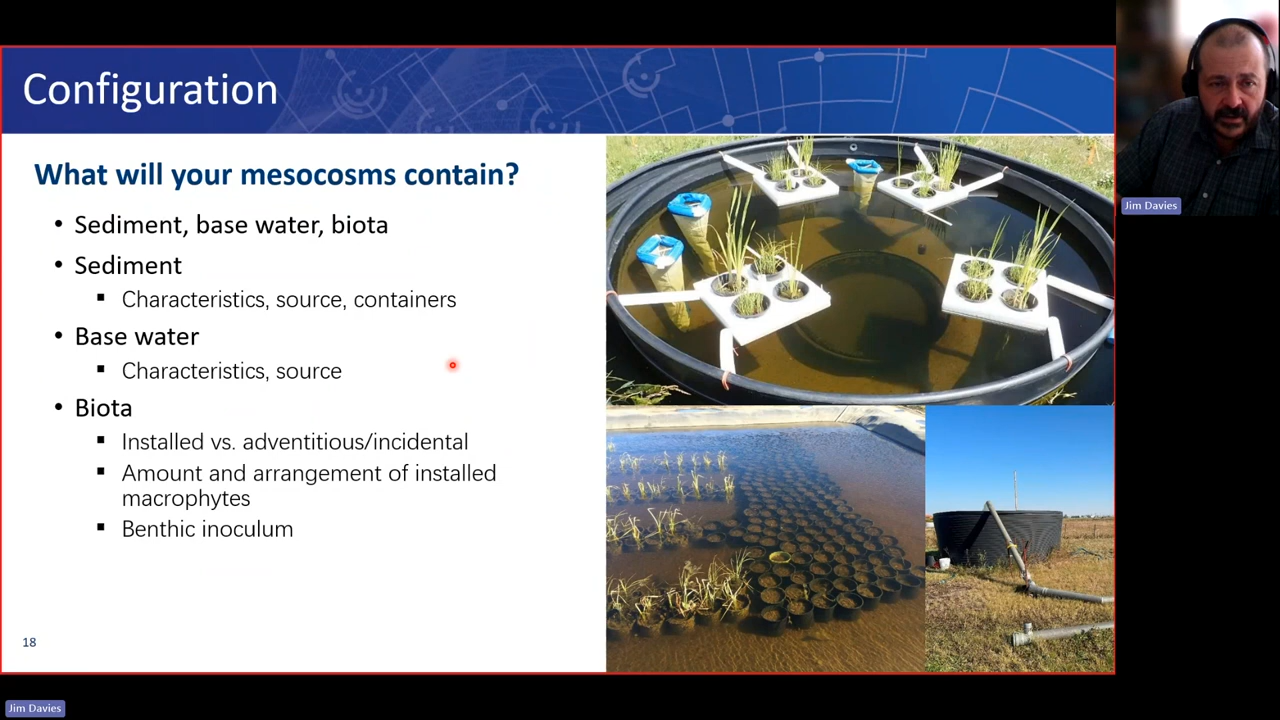 Configuration
What will your mesocosms contain?
• Sediment, base water, biota
• Sediment
▪ Characteristics, source, containers
• Base water
▪ Characteristics, source
• Biota
▪ Installed vs. adventitious/incidental
▪ Amount and arrangement of installed
macrophytes
▪ Benthic inoculum
18
Jim Davies
Jim Davies